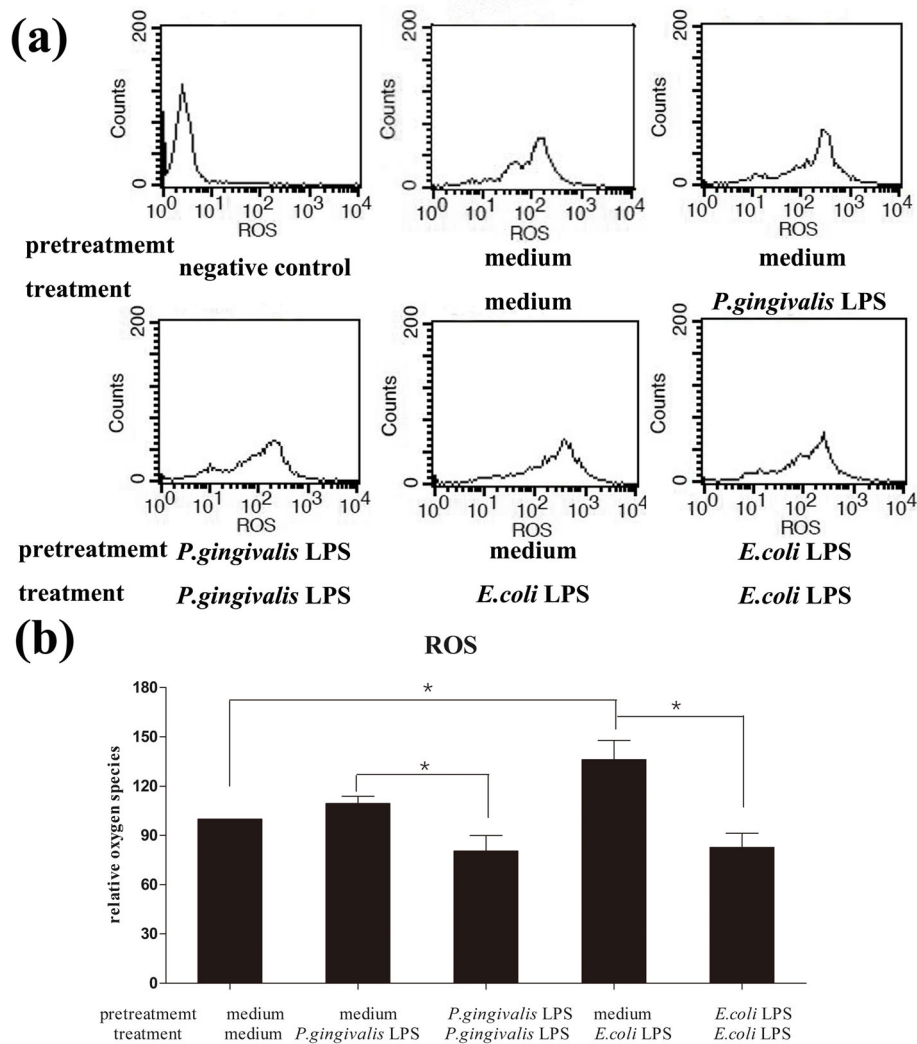 (a)
200 200 200
Counts Counts Counts
0 0 0
10^0 10^1 10^2 10^3 10^4 10^0 10^1 10^2 10^3 10^4 10^0 10^1 10^2 10^3 10^4
ROS ROS ROS
pretreatmemt negative control medium medium
treatment medium P.gingivalis LPS
200 200 200
Counts Counts Counts
0 0 0
10^0 10^1 10^2 10^3 10^4 10^0 10^1 10^2 10^3 10^4 10^0 10^1 10^2 10^3 10^4
ROS ROS ROS
pretreatmemt P.gingivalis LPS medium E.coli LPS
treatment P.gingivalis LPS E.coli LPS E.coli LPS
(b)
ROS
relative oxygen species
180
150
120
90
60
30
0
* * *
pretreatmemt medium medium P.gingivalis LPS medium E.coli LPS
treatment medium P.gingivalis LPS P.gingivalis LPS E.coli LPS E.coli LPS